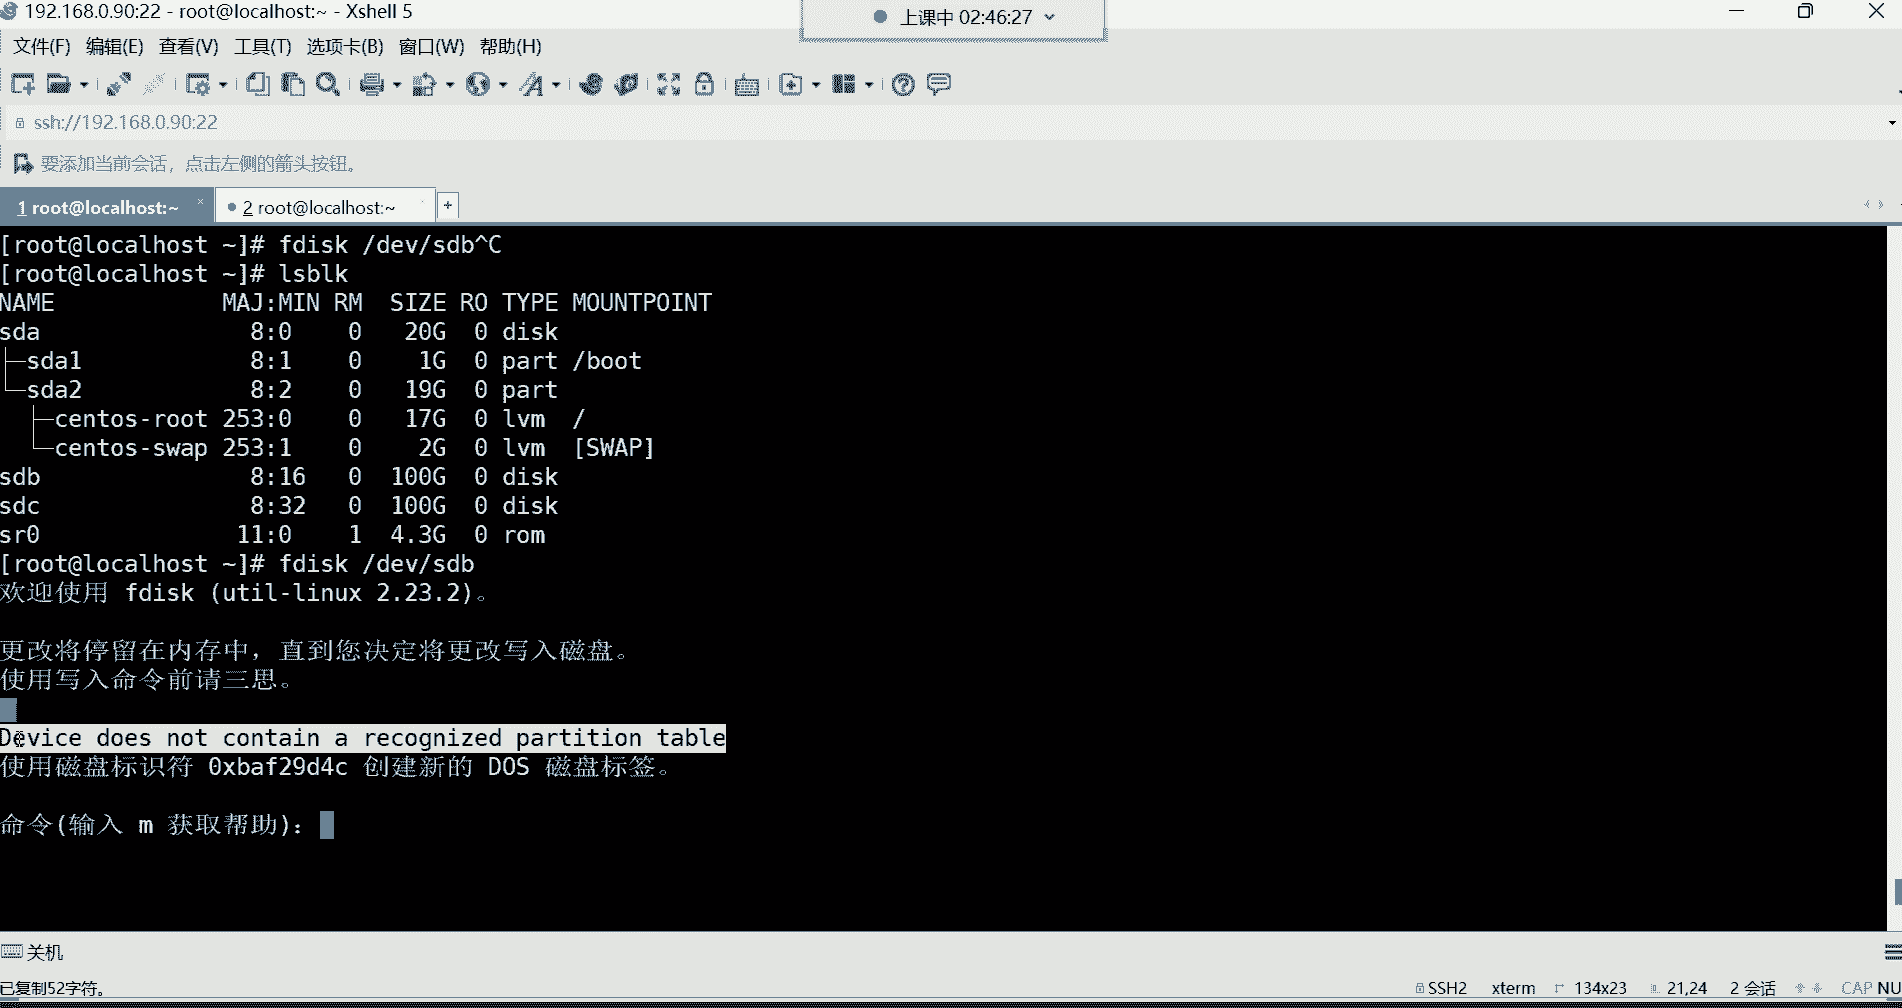 192.168.0.90:22 - root@localhost:~ - Xshell 5
上课中 02:46:27
文件(F) 编辑(E) 查看(V) 工具(T) 选项卡(B) 窗口(W) 帮助(H)
ssh://192.168.0.90:22
要添加当前会话，点击左侧的箭头按钮。
1 root@localhost:~ × 2 root@localhost:~ +
[root@localhost ~]# fdisk /dev/sdb^C
[root@localhost ~]# lsblk
NAME MAJ:MIN RM SIZE RO TYPE MOUNTPOINT
sda 8:0 0 20G 0 disk
├─sda1 8:1 0 1G 0 part /boot
└─sda2 8:2 0 19G 0 part
├─centos-root 253:0 0 17G 0 lvm /
└─centos-swap 253:1 0 2G 0 lvm [SWAP]
sdb 8:16 0 100G 0 disk
sdc 8:32 0 100G 0 disk
sr0 11:0 1 4.3G 0 rom
[root@localhost ~]# fdisk /dev/sdb
欢迎使用 fdisk (util-linux 2.23.2)。
更改将停留在内存中，直到您决定将更改写入磁盘。
使用写入命令前请三思。
Device does not contain a recognized partition table
使用磁盘标识符 0xbaf29d4c 创建新的 DOS 磁盘标签。
命令(输入 m 获取帮助)：
关机
已复制52字符。 SSH2 xterm 134x23 21,24 2 会话 CAP NU